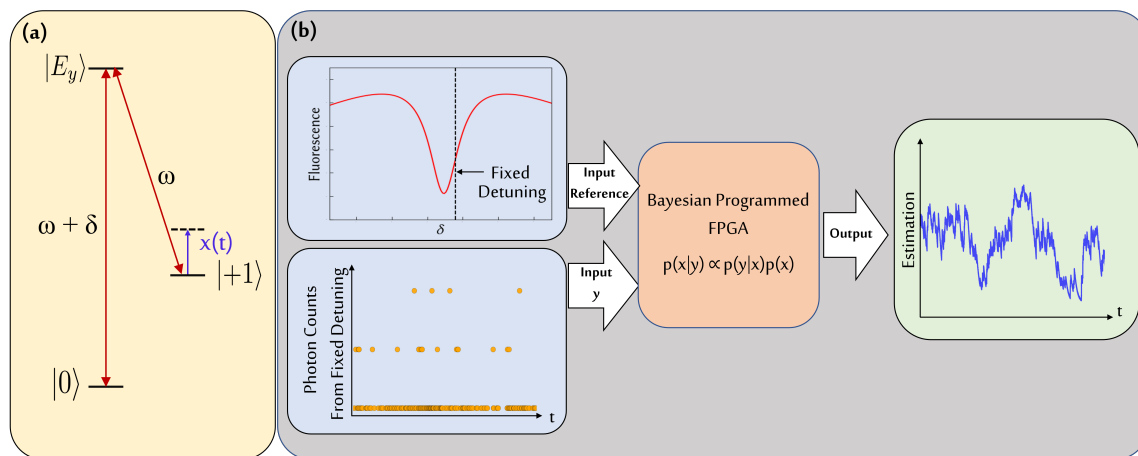 (a)
|E_y⟩
ω
ω + δ
x(t)
|+1⟩
|0⟩
(b)
Fluorescence
Fixed
Detuning
δ
Photon Counts
From Fixed Detuning
t
Input
Reference
Input
y
Bayesian Programmed
FPGA
p(x|y) ∝ p(y|x)p(x)
Output
Estimation
t